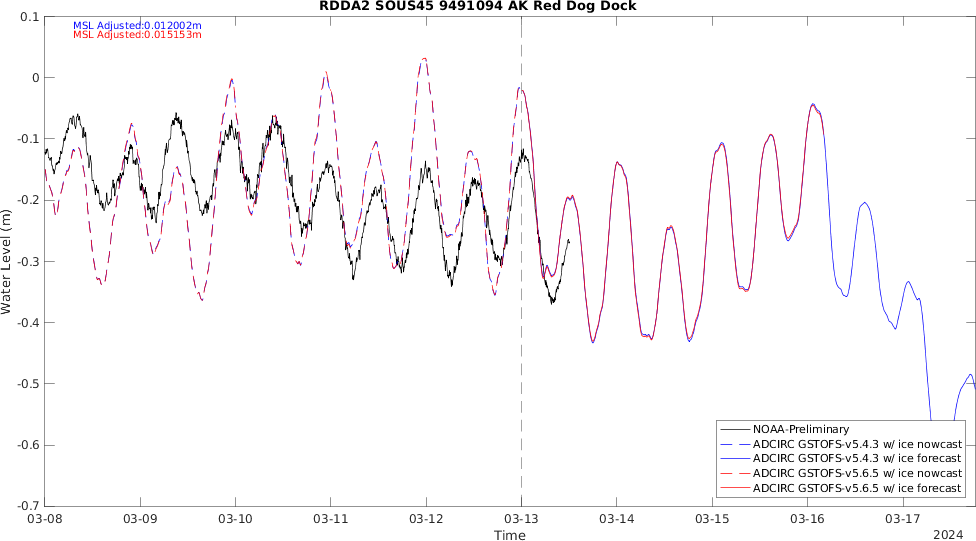 RDDA2 SOUS45 9491094 AK Red Dog Dock
MSL Adjusted:0.012002m
MSL Adjusted:0.015153m
0.1
0
-0.1
-0.2
-0.3
-0.4
-0.5
-0.6
-0.7
Water Level (m)
NOAA-Preliminary
ADCIRC GSTOFS-v5.4.3 w/ ice nowcast
ADCIRC GSTOFS-v5.4.3 w/ ice forecast
ADCIRC GSTOFS-v5.6.5 w/ ice nowcast
ADCIRC GSTOFS-v5.6.5 w/ ice forecast
03-08 03-09 03-10 03-11 03-12 03-13 03-14 03-15 03-16 03-17
Time
2024